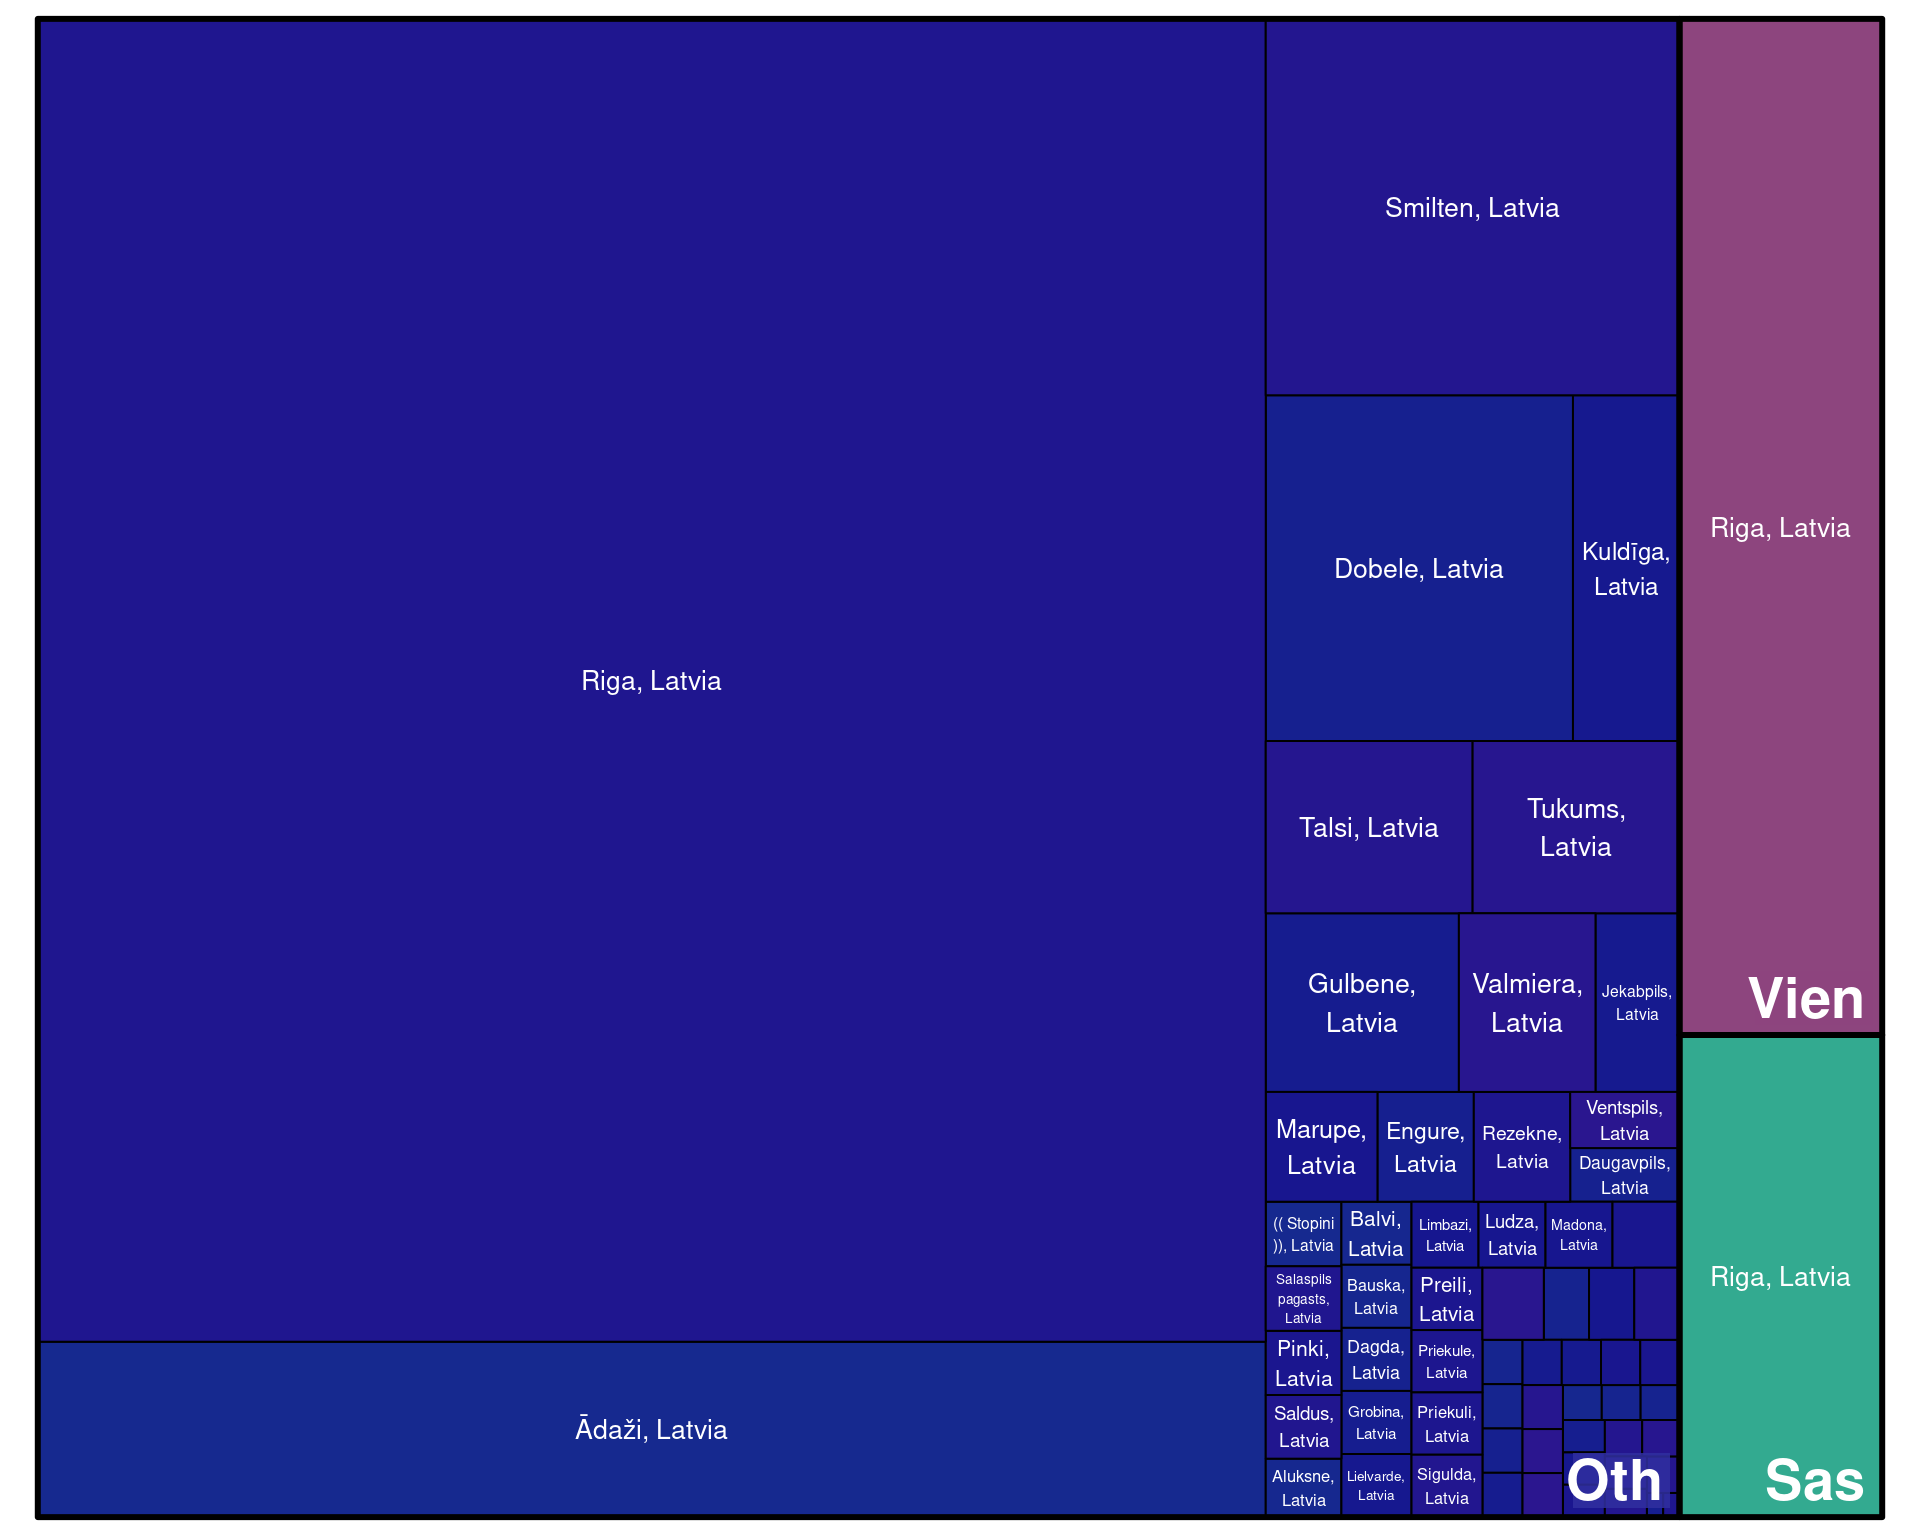 Riga, Latvia
Ādaži, Latvia
Smilten, Latvia
Dobele, Latvia
Kuldīga,
Latvia
Talsi, Latvia
Tukums,
Latvia
Gulbene,
Latvia
Valmiera,
Latvia
Jekabpils,
Latvia
Marupe,
Latvia
Engure,
Latvia
Rezekne,
Latvia
Ventspils,
Latvia
Daugavpils,
Latvia
(( Stopini
)), Latvia
Salaspils
pagasts,
Latvia
Pinki,
Latvia
Saldus,
Latvia
Aluksne,
Latvia
Balvi,
Latvia
Bauska,
Latvia
Dagda,
Latvia
Grobina,
Latvia
Lielvarde,
Latvia
Limbazi,
Latvia
Ludza,
Latvia
Madona,
Latvia
Preili,
Latvia
Priekule,
Latvia
Priekuli,
Latvia
Sigulda,
Latvia
Oth
Riga, Latvia
Vien
Riga, Latvia
Sas